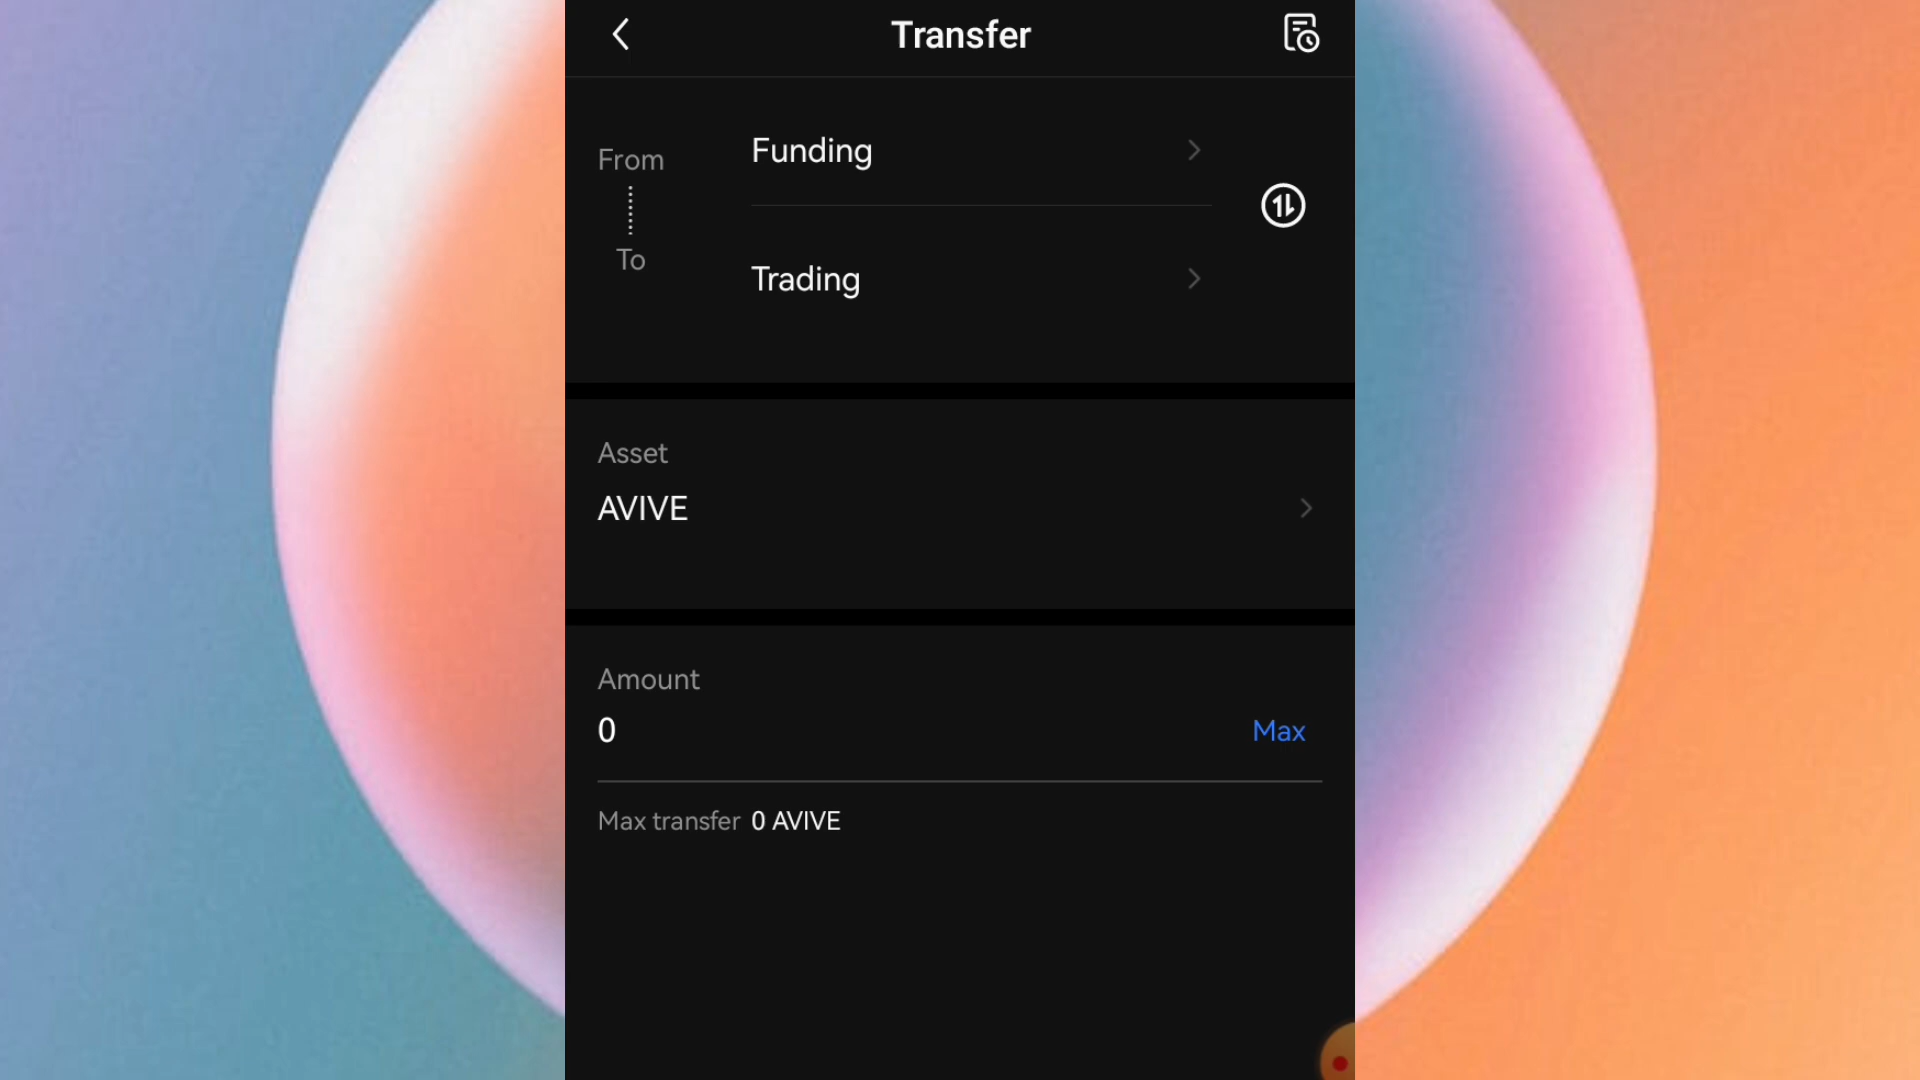 Transfer
From
Funding
To
Trading
Asset
AVIVE
Amount
0
Max
Max transfer 0 AVIVE